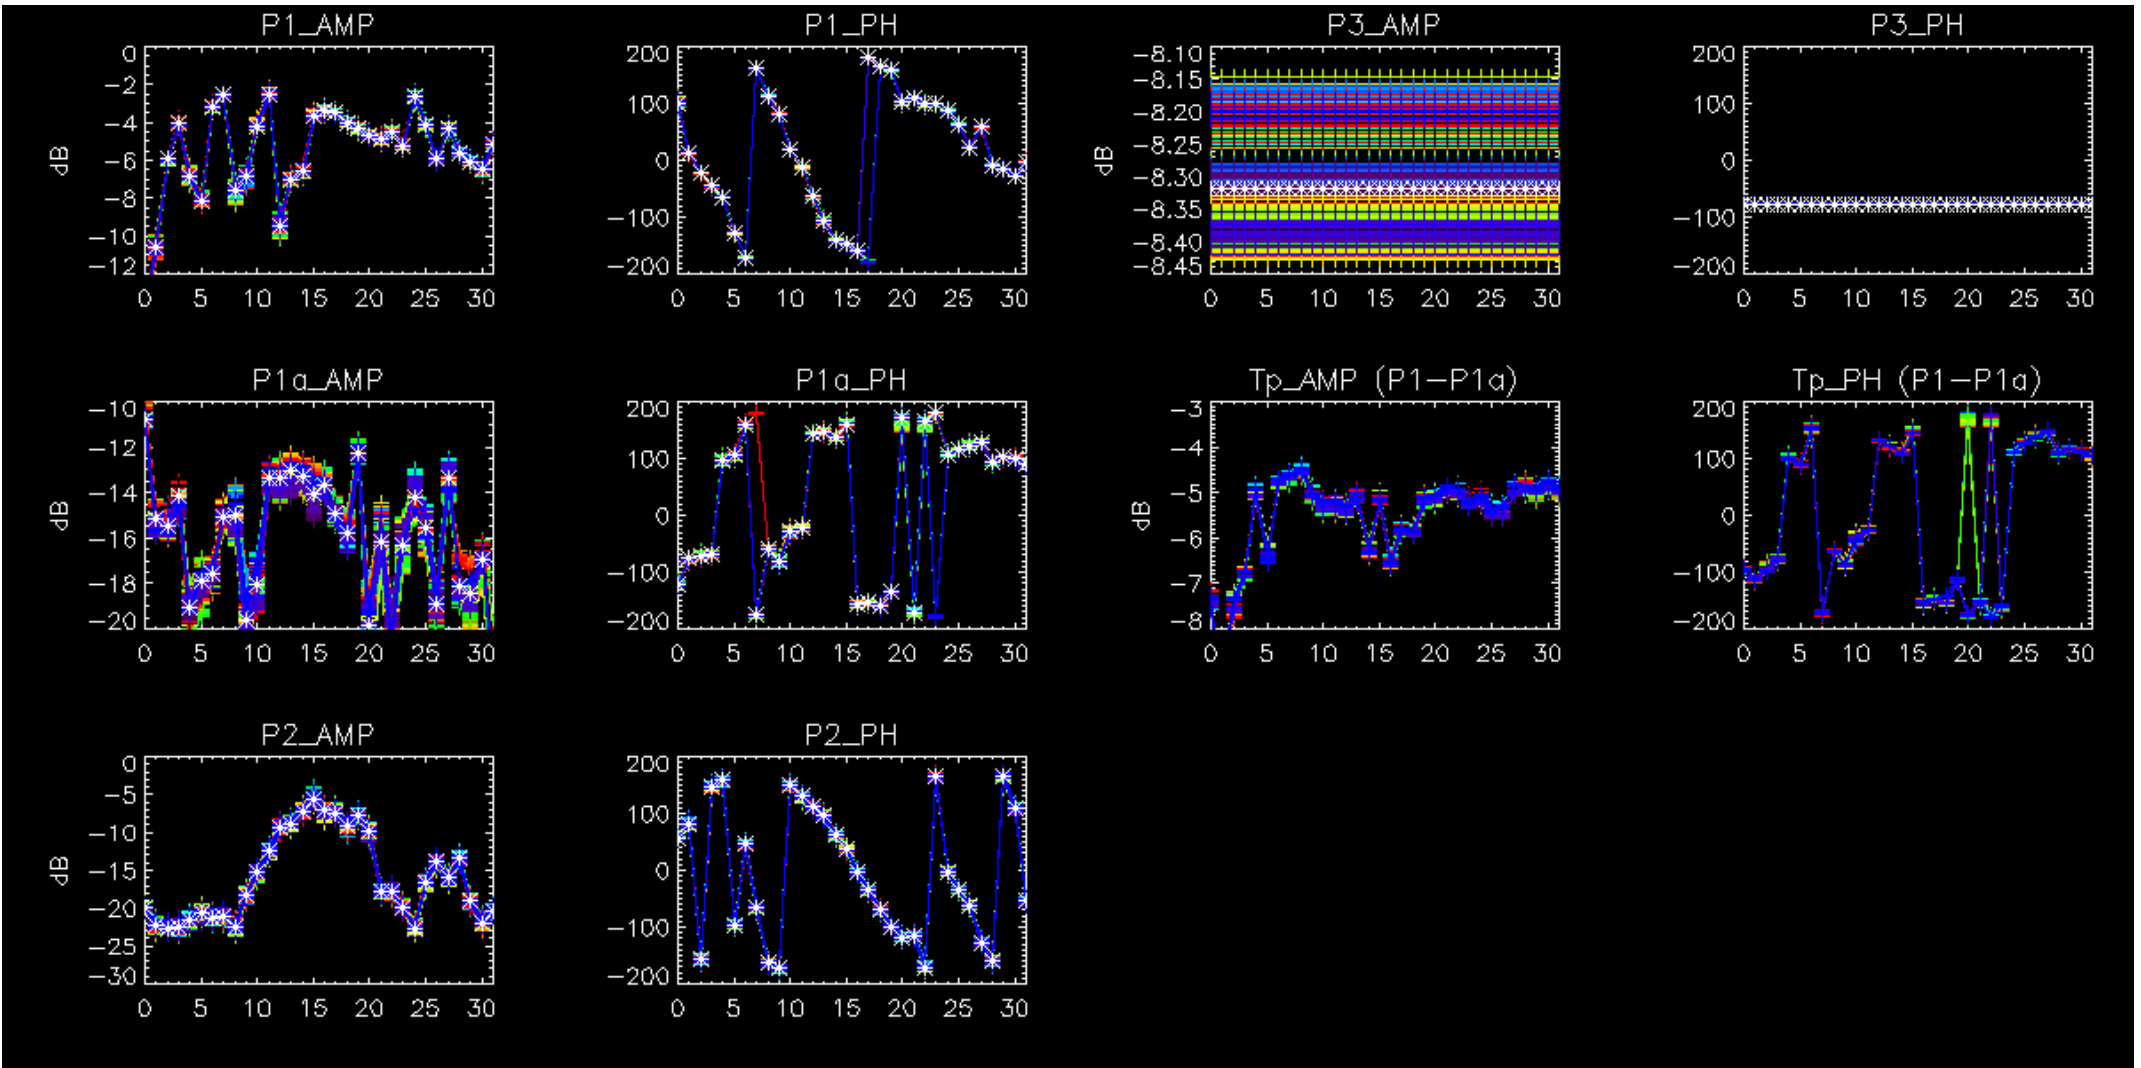 P1_AMP
0
−2
−4
−6
−8
−10
−12
dB
0 5 10 15 20 25 30
P1_PH
200
100
0
−100
−200
0 5 10 15 20 25 30
P3_AMP
−8.10
−8.15
−8.20
−8.25
−8.30
−8.35
−8.40
−8.45
dB
0 5 10 15 20 25 30
P3_PH
200
100
0
−100
−200
0 5 10 15 20 25 30
P1a_AMP
−10
−12
−14
−16
−18
−20
dB
0 5 10 15 20 25 30
P1a_PH
200
100
0
−100
−200
0 5 10 15 20 25 30
Tp_AMP (P1−P1a)
−3
−4
−5
−6
−7
−8
dB
0 5 10 15 20 25 30
Tp_PH (P1−P1a)
200
100
0
−100
−200
0 5 10 15 20 25 30
P2_AMP
0
−5
−10
−15
−20
−25
−30
dB
0 5 10 15 20 25 30
P2_PH
200
100
0
−100
−200
0 5 10 15 20 25 30